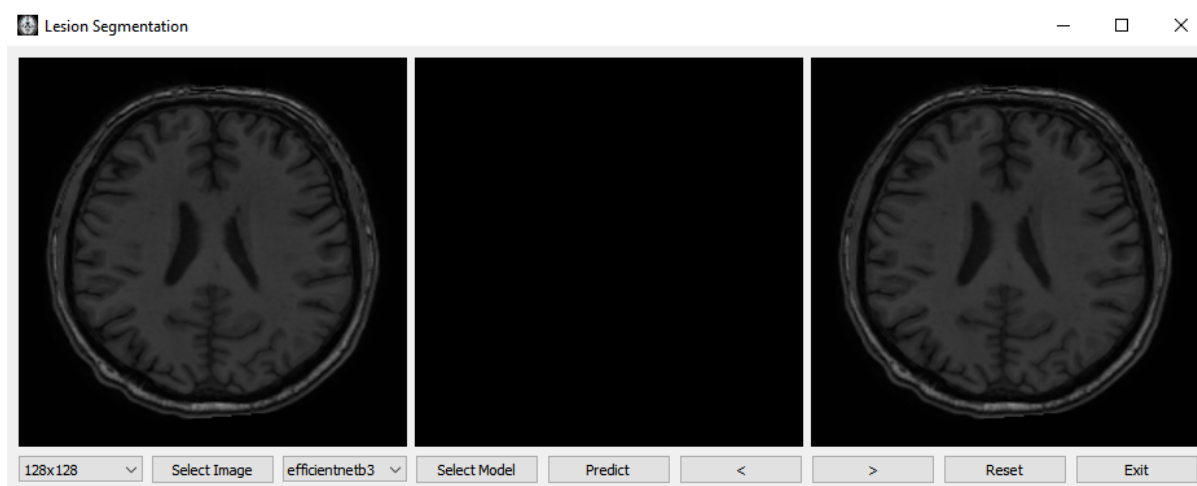 Lesion Segmentation
128x128 Select Image efficientnetb3 Select Model Predict < > Reset Exit